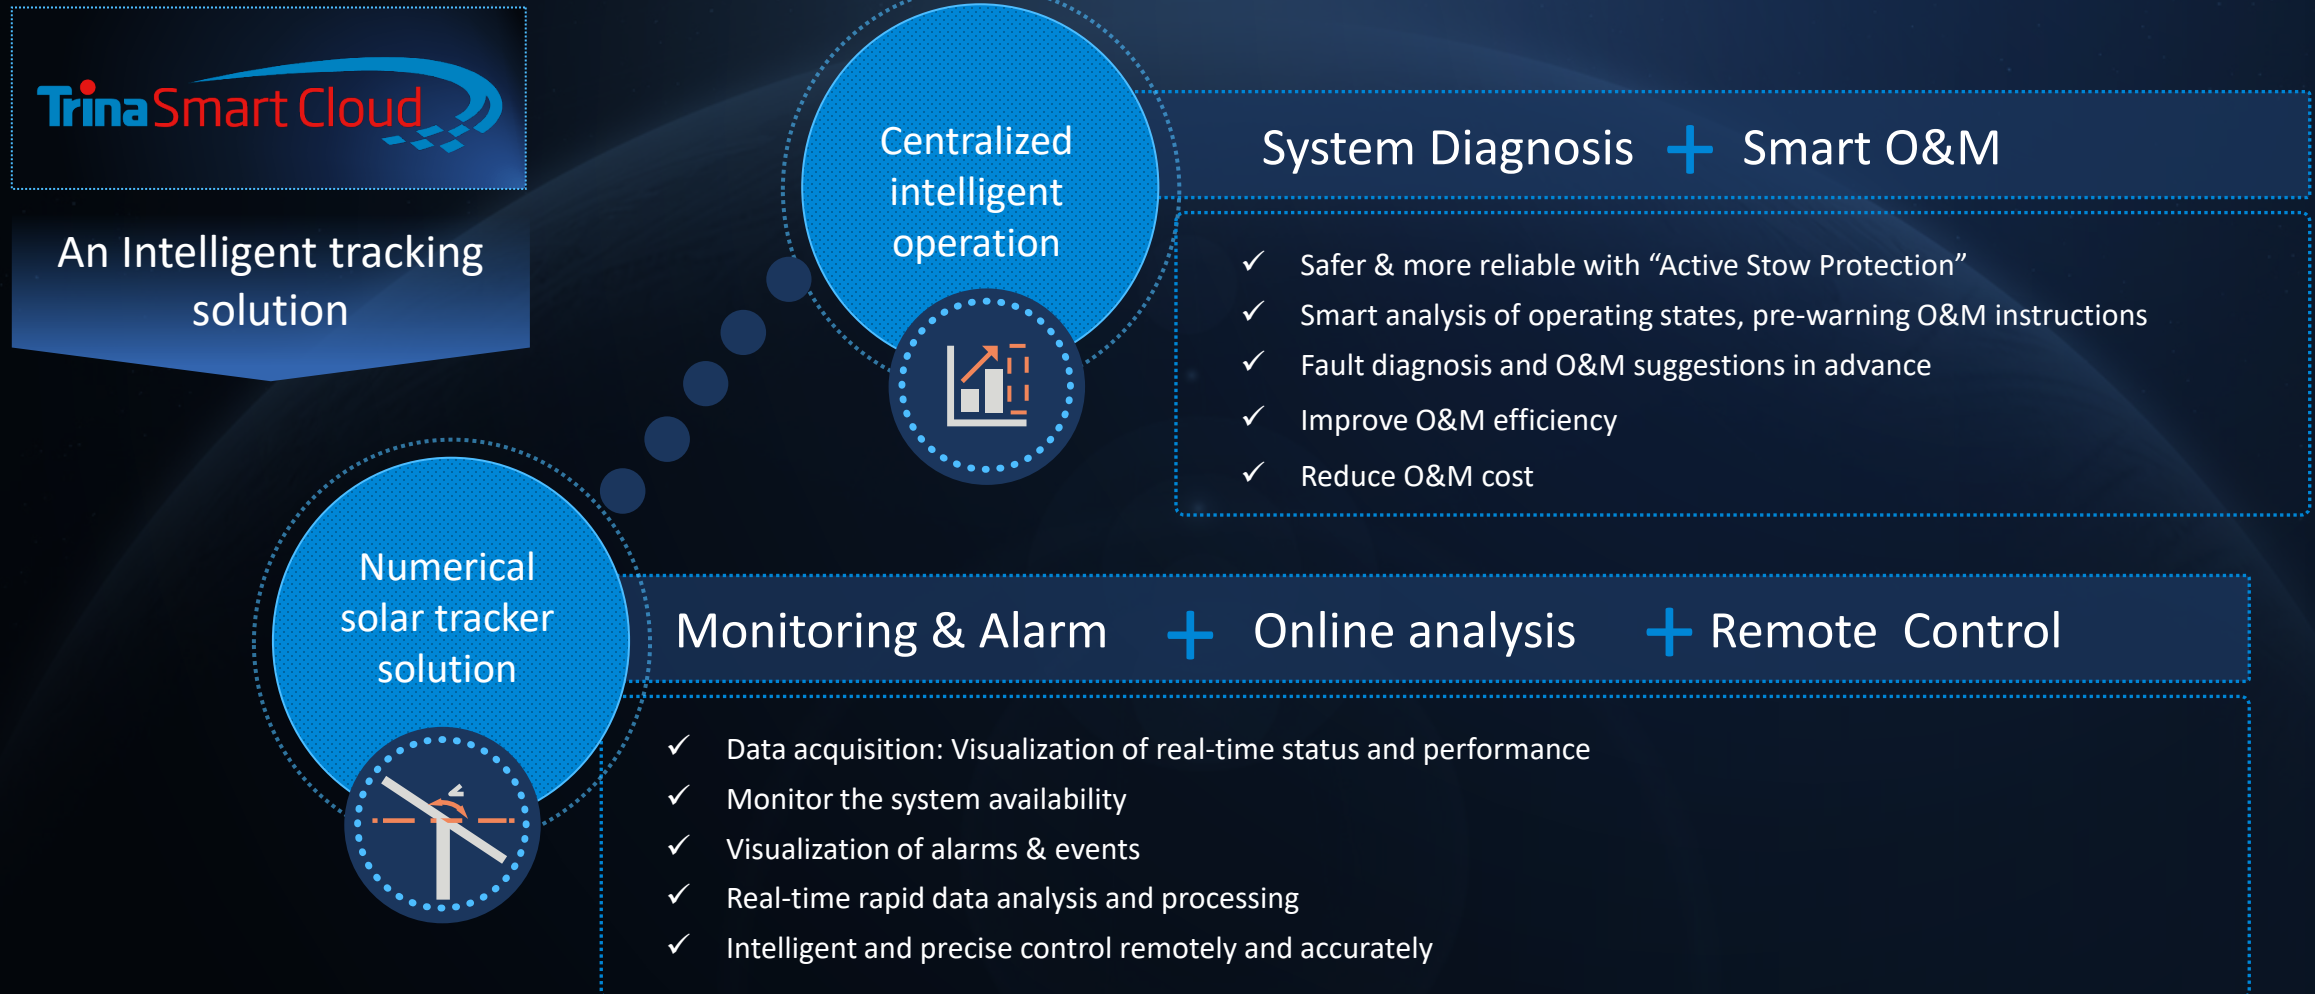 Trina Smart Cloud
An Intelligent tracking
solution
Centralized
intelligent
operation
System Diagnosis + Smart O&M
✓ Safer & more reliable with “Active Stow Protection”
✓ Smart analysis of operating states, pre-warning O&M instructions
✓ Fault diagnosis and O&M suggestions in advance
✓ Improve O&M efficiency
✓ Reduce O&M cost
Numerical
solar tracker
solution
Monitoring & Alarm + Online analysis + Remote Control
✓ Data acquisition: Visualization of real-time status and performance
✓ Monitor the system availability
✓ Visualization of alarms & events
✓ Real-time rapid data analysis and processing
✓ Intelligent and precise control remotely and accurately